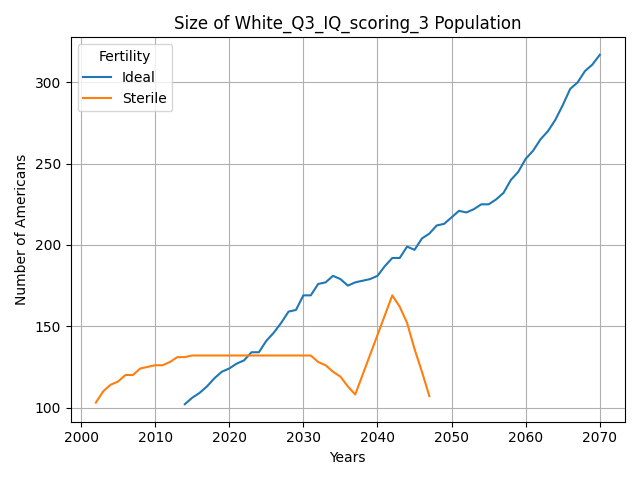 Size of White_Q3_IQ_scoring_3 Population
Fertility
Ideal
Sterile
Number of Americans
300
250
200
150
100
2000 2010 2020 2030 2040 2050 2060 2070
Years